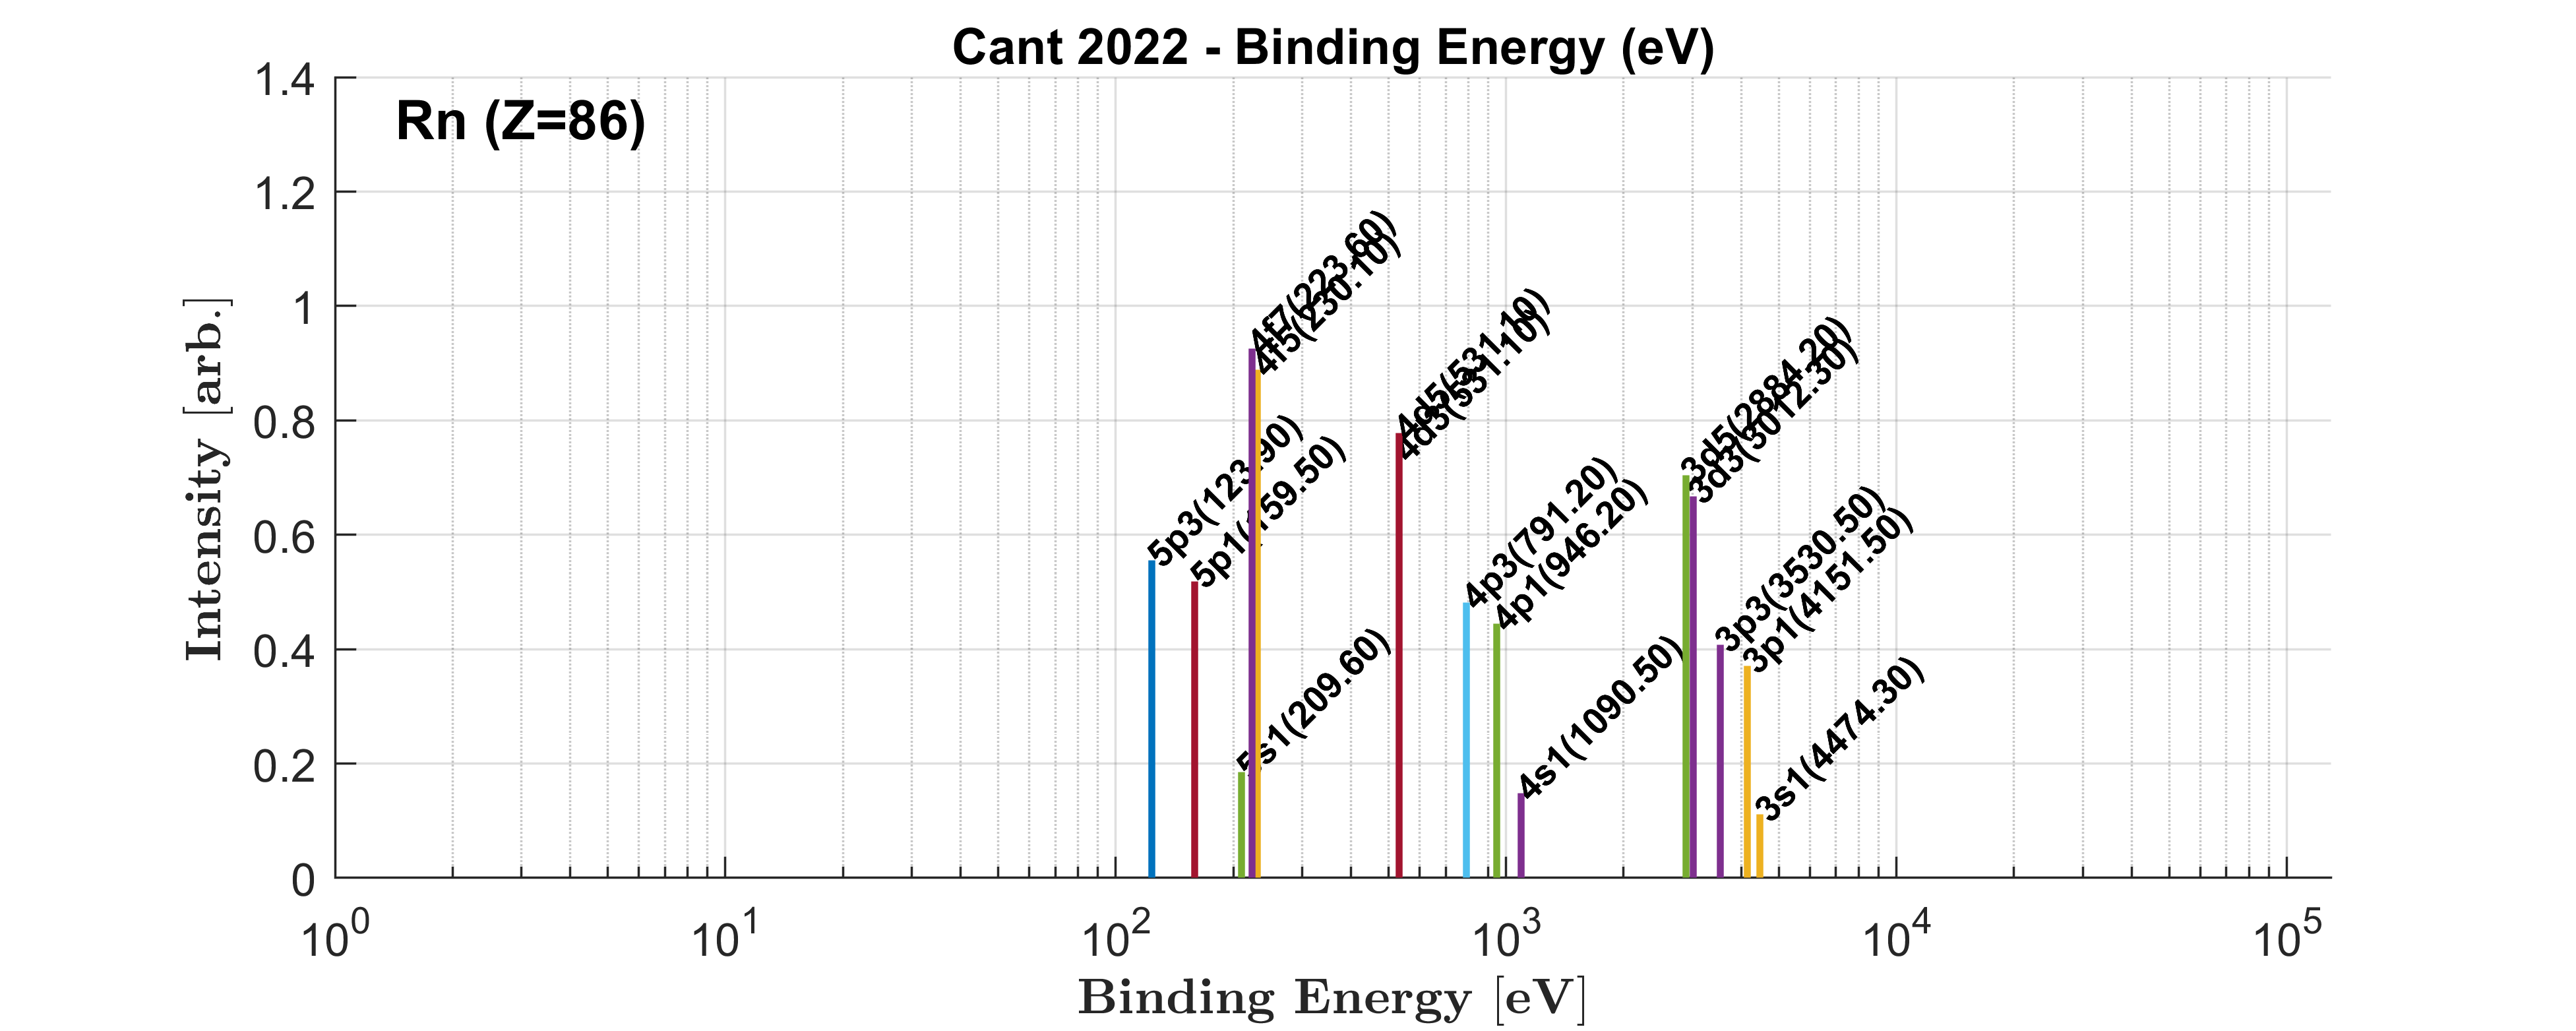 Cant 2022 - Binding Energy (eV)
Rn (Z=86)
Intensity [arb.]
1.4
1.2
1
0.8
0.6
0.4
0.2
0
5p3(123.90)
5p1(159.50)
5s1(209.60)
4f7(223.60)
4f5(230.10)
4d5(531.10)
4d3(531.10)
4p3(791.20)
4p1(946.20)
4s1(1090.50)
3d5(2884.20)
3d3(3012.30)
3p3(3530.50)
3p1(4151.50)
3s1(4474.30)
10^0 10^1 10^2 10^3 10^4 10^5
Binding Energy [eV]